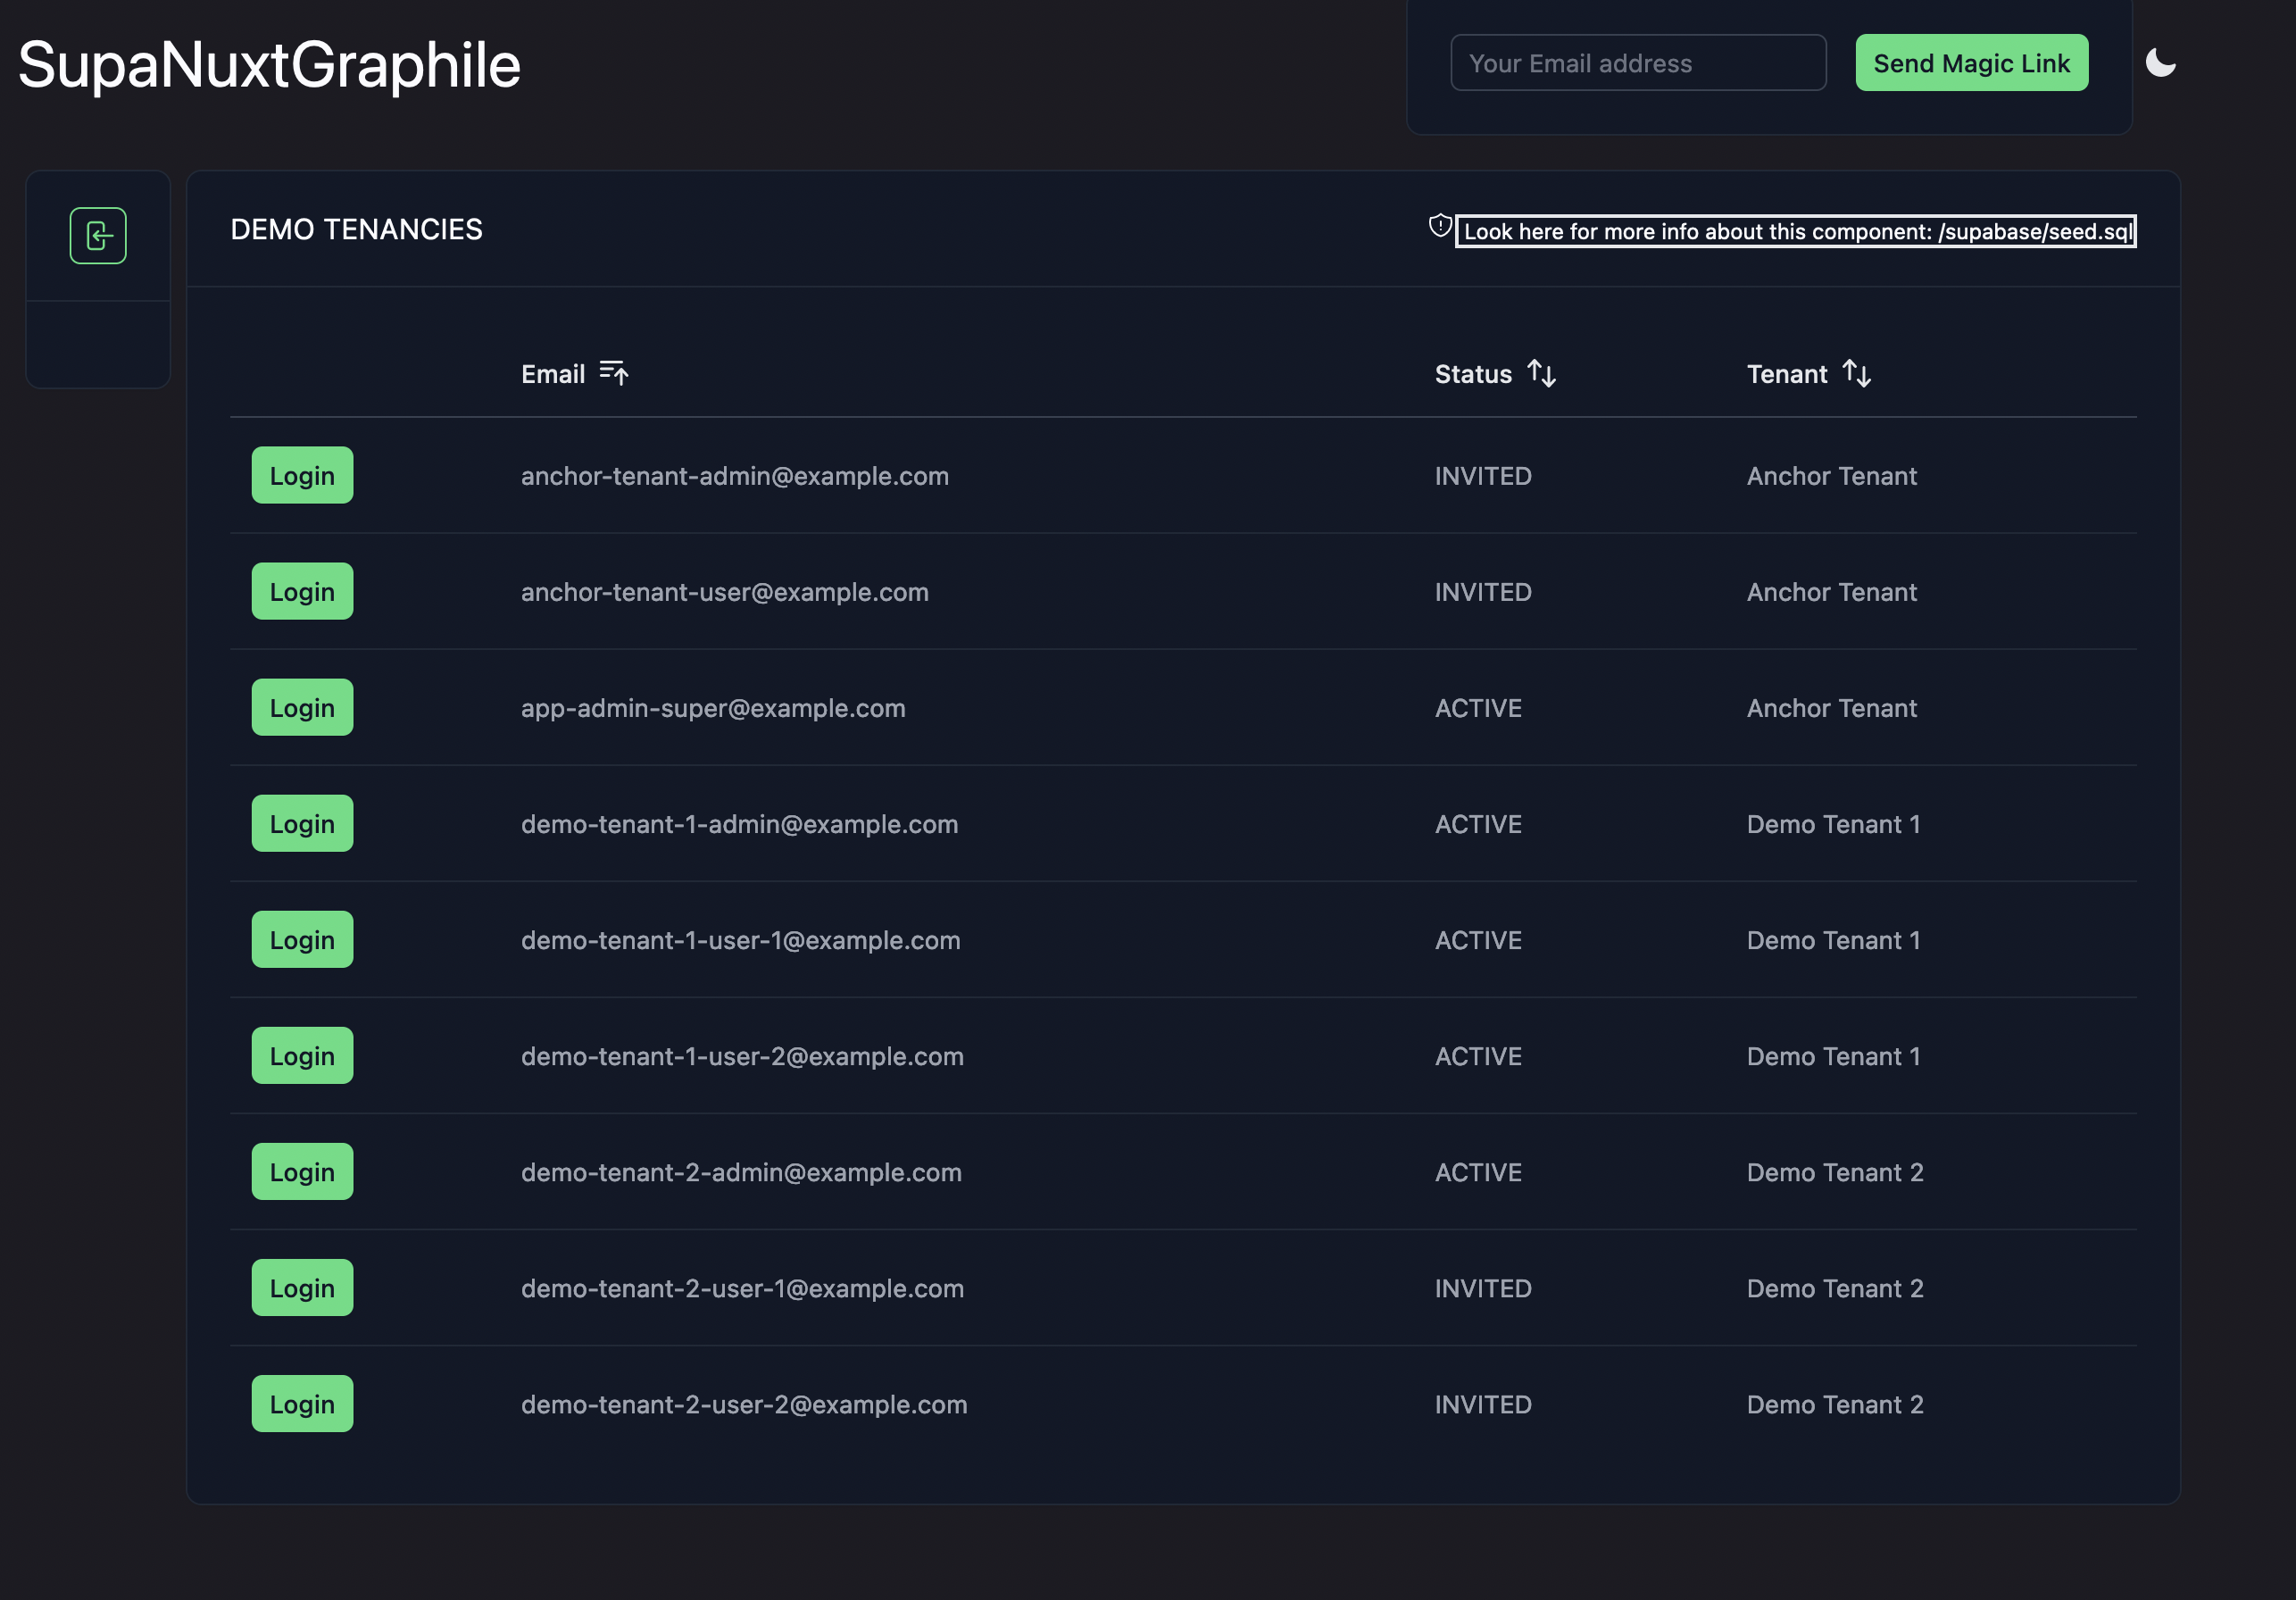 SupaNuxtGraphile
Your Email address
Send Magic Link
DEMO TENANCIES
Look here for more info about this component: /supabase/seed.sql
Email Status Tenant
Login anchor-tenant-admin@example.com INVITED Anchor Tenant
Login anchor-tenant-user@example.com INVITED Anchor Tenant
Login app-admin-super@example.com ACTIVE Anchor Tenant
Login demo-tenant-1-admin@example.com ACTIVE Demo Tenant 1
Login demo-tenant-1-user-1@example.com ACTIVE Demo Tenant 1
Login demo-tenant-1-user-2@example.com ACTIVE Demo Tenant 1
Login demo-tenant-2-admin@example.com ACTIVE Demo Tenant 2
Login demo-tenant-2-user-1@example.com INVITED Demo Tenant 2
Login demo-tenant-2-user-2@example.com INVITED Demo Tenant 2